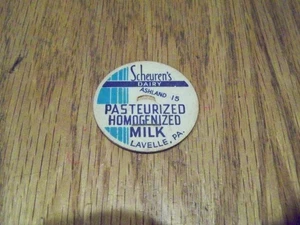 Scheuren's
DAIRY
ASHLAND 15
PASTEURIZED
HOMOGENIZED
MILK
LAVELLE, PA.